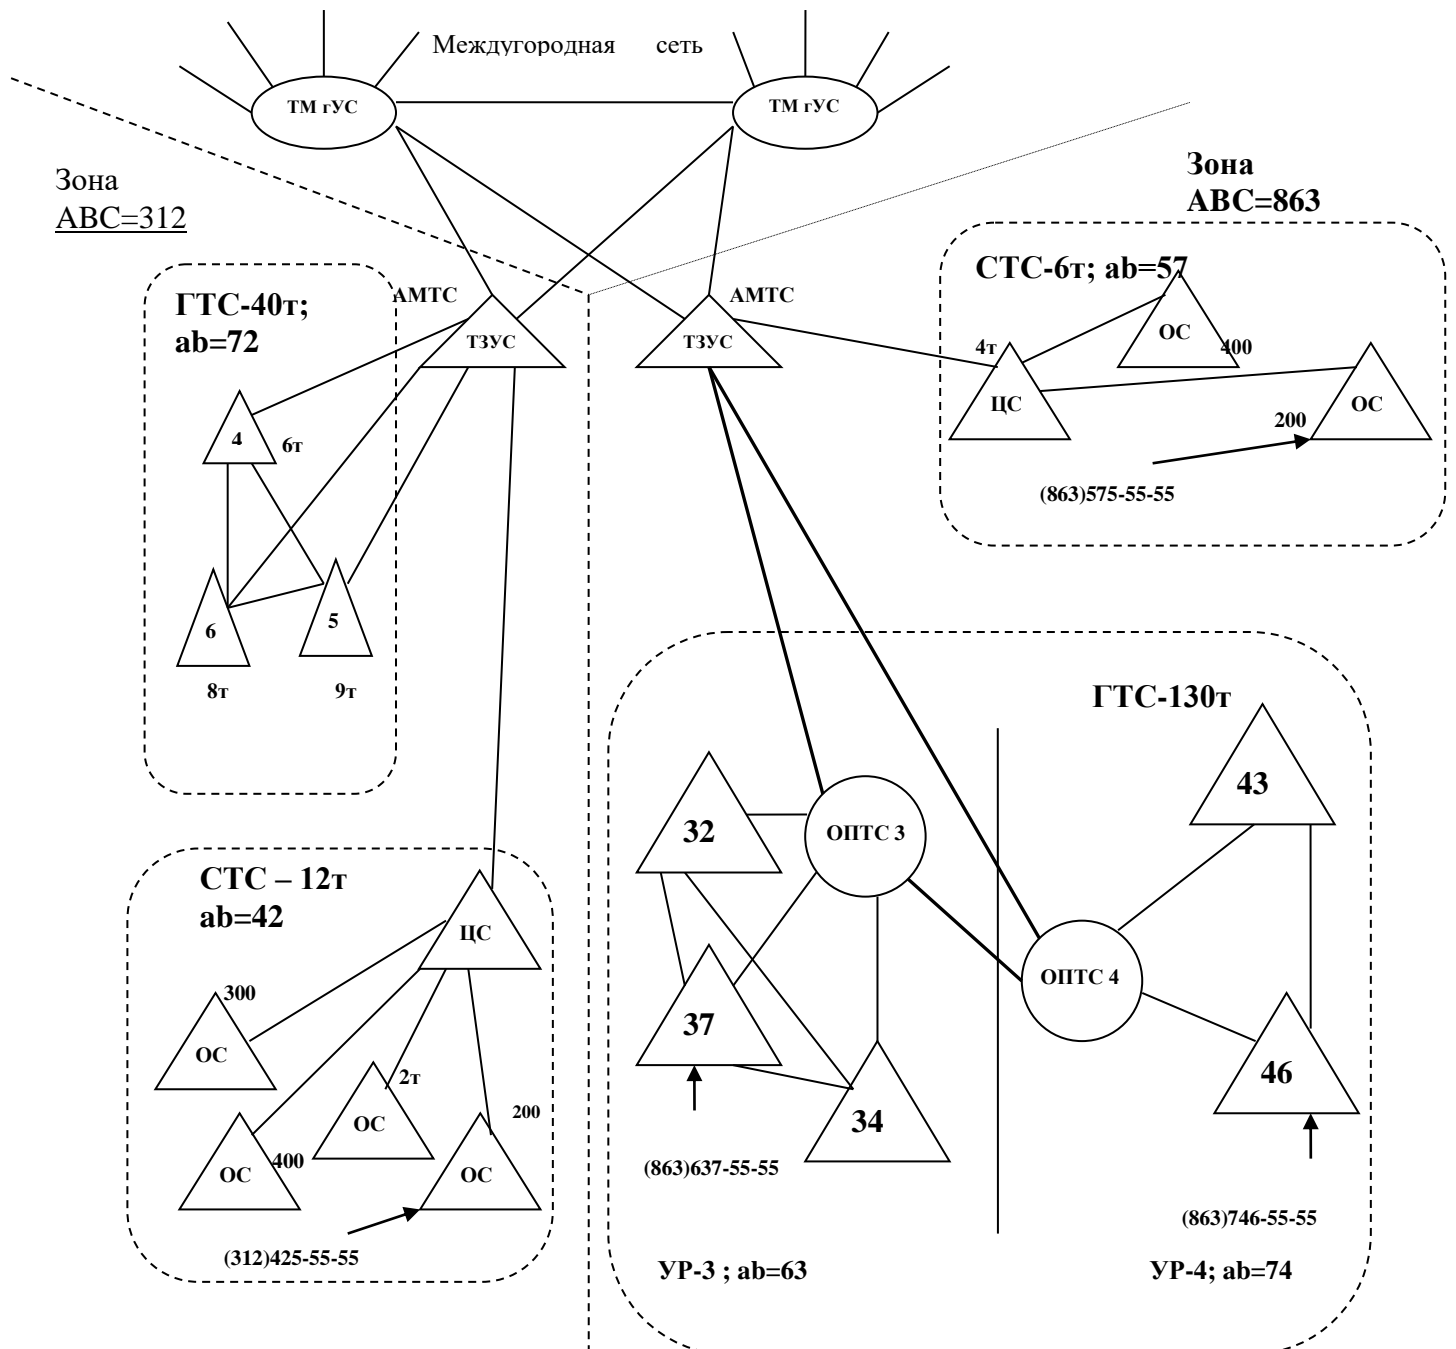 Междугородная сеть
ТМ гУС
ТМ гУС
Зона
АВС=312
Зона
АВС=863
ГТС-40т;
ab=72
АМТС
ТЗУС
АМТС
ТЗУС
СТС-6т; ab=57
ОС
400
4т
ЦС
ОС
200
(863)575-55-55
4
6т
6
5
8т
9т
СТС – 12т
ab=42
ЦС
300
ОС
2т
ОС
200
ОС
400
ОС
(312)425-55-55
ГТС-130т
43
32
ОПТС 3
ОПТС 4
37
46
34
(863)637-55-55
(863)746-55-55
УР-3 ; ab=63
УР-4; ab=74